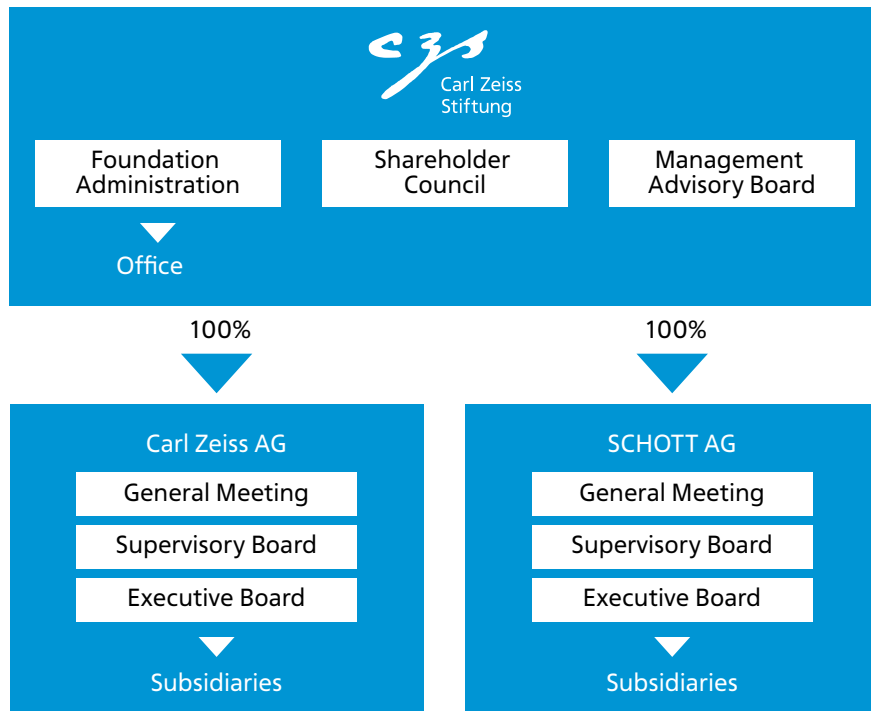 czs
Carl Zeiss
Stiftung
Foundation
Administration
Shareholder
Council
Management
Advisory Board
Office
100%
100%
Carl Zeiss AG
General Meeting
Supervisory Board
Executive Board
Subsidiaries
SCHOTT AG
General Meeting
Supervisory Board
Executive Board
Subsidiaries